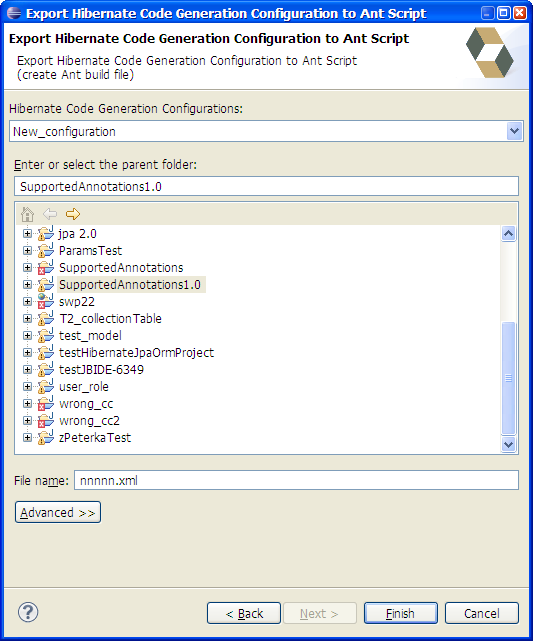 Export Hibernate Code Generation Configuration to Ant Script
Export Hibernate Code Generation Configuration to Ant Script
Export Hibernate Code Generation Configuration to Ant Script
(create Ant build file)
Hibernate Code Generation Configurations:
New_configuration
Enter or select the parent folder:
SupportedAnnotations1.0
jpa 2.0
ParamsTest
SupportedAnnotations
SupportedAnnotations1.0
swp22
T2_collectionTable
test_model
testHibernateJpaOrmProject
testJBIDE-6349
user_role
wrong_cc
wrong_cc2
zPeterkaTest
File name: nnnnn.xml
Advanced >>
? < Back Next > Finish Cancel